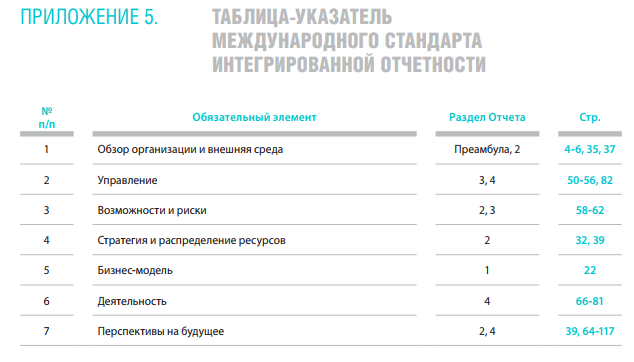 ПРИЛОЖЕНИЕ 5. ТАБЛИЦА-УКАЗАТЕЛЬ
МЕЖДУНАРОДНОГО СТАНДАРТА
ИНТЕГРИРОВАННОЙ ОТЧЕТНОСТИ
№
п/п Обязательный элемент Раздел Отчета Стр.
1 Обзор организации и внешняя среда Преамбула, 2 4-6, 35, 37
2 Управление 3, 4 50-56, 82
3 Возможности и риски 2, 3 58-62
4 Стратегия и распределение ресурсов 2 32, 39
5 Бизнес-модель 1 22
6 Деятельность 4 66-81
7 Перспективы на будущее 2, 4 39, 64-117